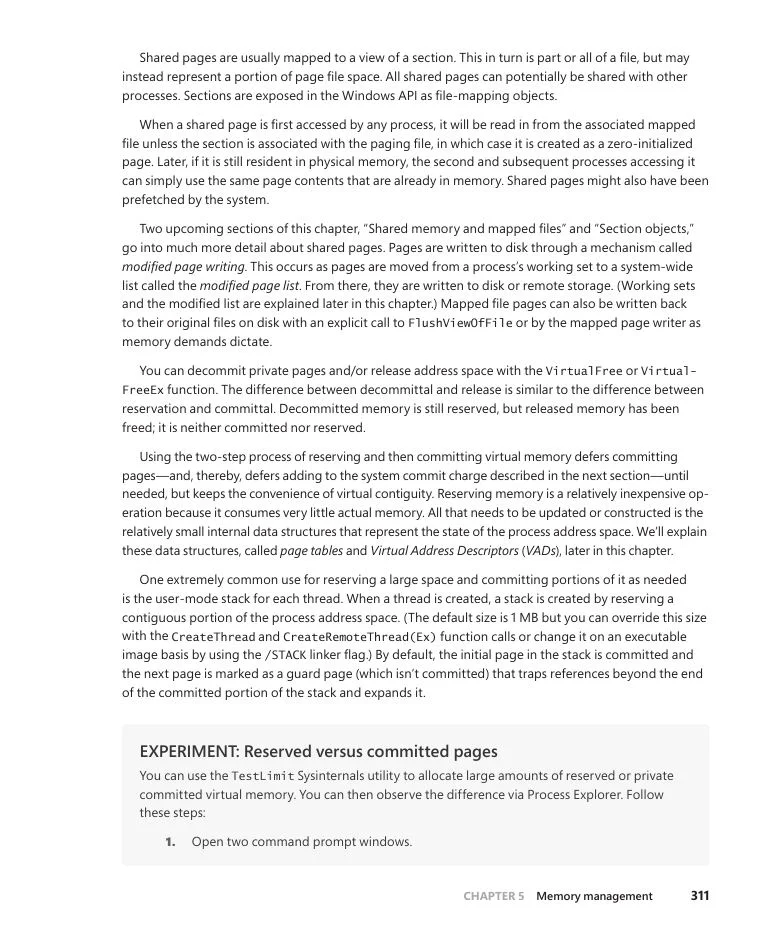 Shared pages are usually mapped to a view of a section. This in turn is part or all of a file, but may
instead represent a portion of page file space. All shared pages can potentially be shared with other
processes. Sections are exposed in the Windows API as file-mapping objects.
When a shared page is first accessed by any process, it will be read in from the associated mapped
file unless the section is associated with the paging file, in which case it is created as a zero-initialized
page. Later, if it is still resident in physical memory, the second and subsequent processes accessing it
can simply use the same page contents that are already in memory. Shared pages might also have been
prefetched by the system.
Two upcoming sections of this chapter, “Shared memory and mapped files” and “Section objects,”
go into much more detail about shared pages. Pages are written to disk through a mechanism called
modified page writing. This occurs as pages are moved from a process’s working set to a system-wide
list called the modified page list. From there, they are written to disk or remote storage. (Working sets
and the modified list are explained later in this chapter.) Mapped file pages can also be written back
to their original files on disk with an explicit call to FlushViewOfFile or by the mapped page writer as
memory demands dictate.
You can decommit private pages and/or release address space with the VirtualFree or Virtual-
FreeEx function. The difference between decommittal and release is similar to the difference between
reservation and committal. Decommitted memory is still reserved, but released memory has been
freed; it is neither committed nor reserved.
Using the two-step process of reserving and then committing virtual memory defers committing
pages—and, thereby, defers adding to the system commit charge described in the next section—until
needed, but keeps the convenience of virtual contiguity. Reserving memory is a relatively inexpensive op-
eration because it consumes very little actual memory. All that needs to be updated or constructed is the
relatively small internal data structures that represent the state of the process address space. We’ll explain
these data structures, called page tables and Virtual Address Descriptors (VADs), later in this chapter.
One extremely common use for reserving a large space and committing portions of it as needed
is the user-mode stack for each thread. When a thread is created, a stack is created by reserving a
contiguous portion of the process address space. (The default size is 1 MB but you can override this size
with the CreateThread and CreateRemoteThread(Ex) function calls or change it on an executable
image basis by using the /STACK linker flag.) By default, the initial page in the stack is committed and
the next page is marked as a guard page (which isn’t committed) that traps references beyond the end
of the committed portion of the stack and expands it.
EXPERIMENT: Reserved versus committed pages
You can use the TestLimit Sysinternals utility to allocate large amounts of reserved or private
committed virtual memory. You can then observe the difference via Process Explorer. Follow
these steps:
1. Open two command prompt windows.
CHAPTER 5 Memory management 311